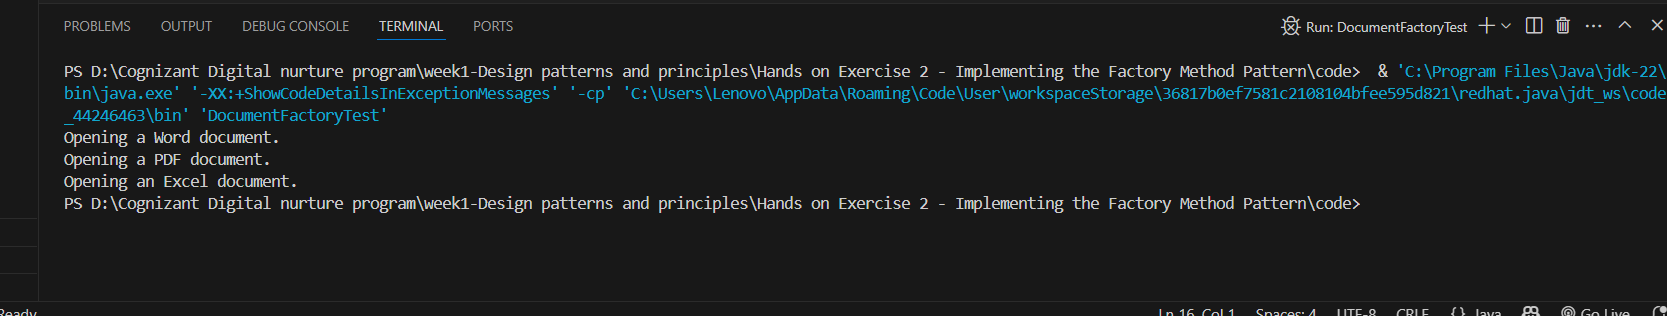 PROBLEMS OUTPUT DEBUG CONSOLE TERMINAL PORTS Run: DocumentFactoryTest
PS D:\Cognizant Digital nurture program\week1-Design patterns and principles\Hands on Exercise 2 - Implementing the Factory Method Pattern\code>  & 'C:\Program Files\Java\jdk-22\
bin\java.exe' '-XX:+ShowCodeDetailsInExceptionMessages' '-cp' 'C:\Users\Lenovo\AppData\Roaming\Code\User\workspaceStorage\36817b0ef7581c2108104bfee595d821\redhat.java\jdt_ws\code
_44246463\bin' 'DocumentFactoryTest'
Opening a Word document.
Opening a PDF document.
Opening an Excel document.
PS D:\Cognizant Digital nurture program\week1-Design patterns and principles\Hands on Exercise 2 - Implementing the Factory Method Pattern\code>
Ready Ln 16, Col 1 Spaces: 4 UTF-8 CRLF {} Java Go Live